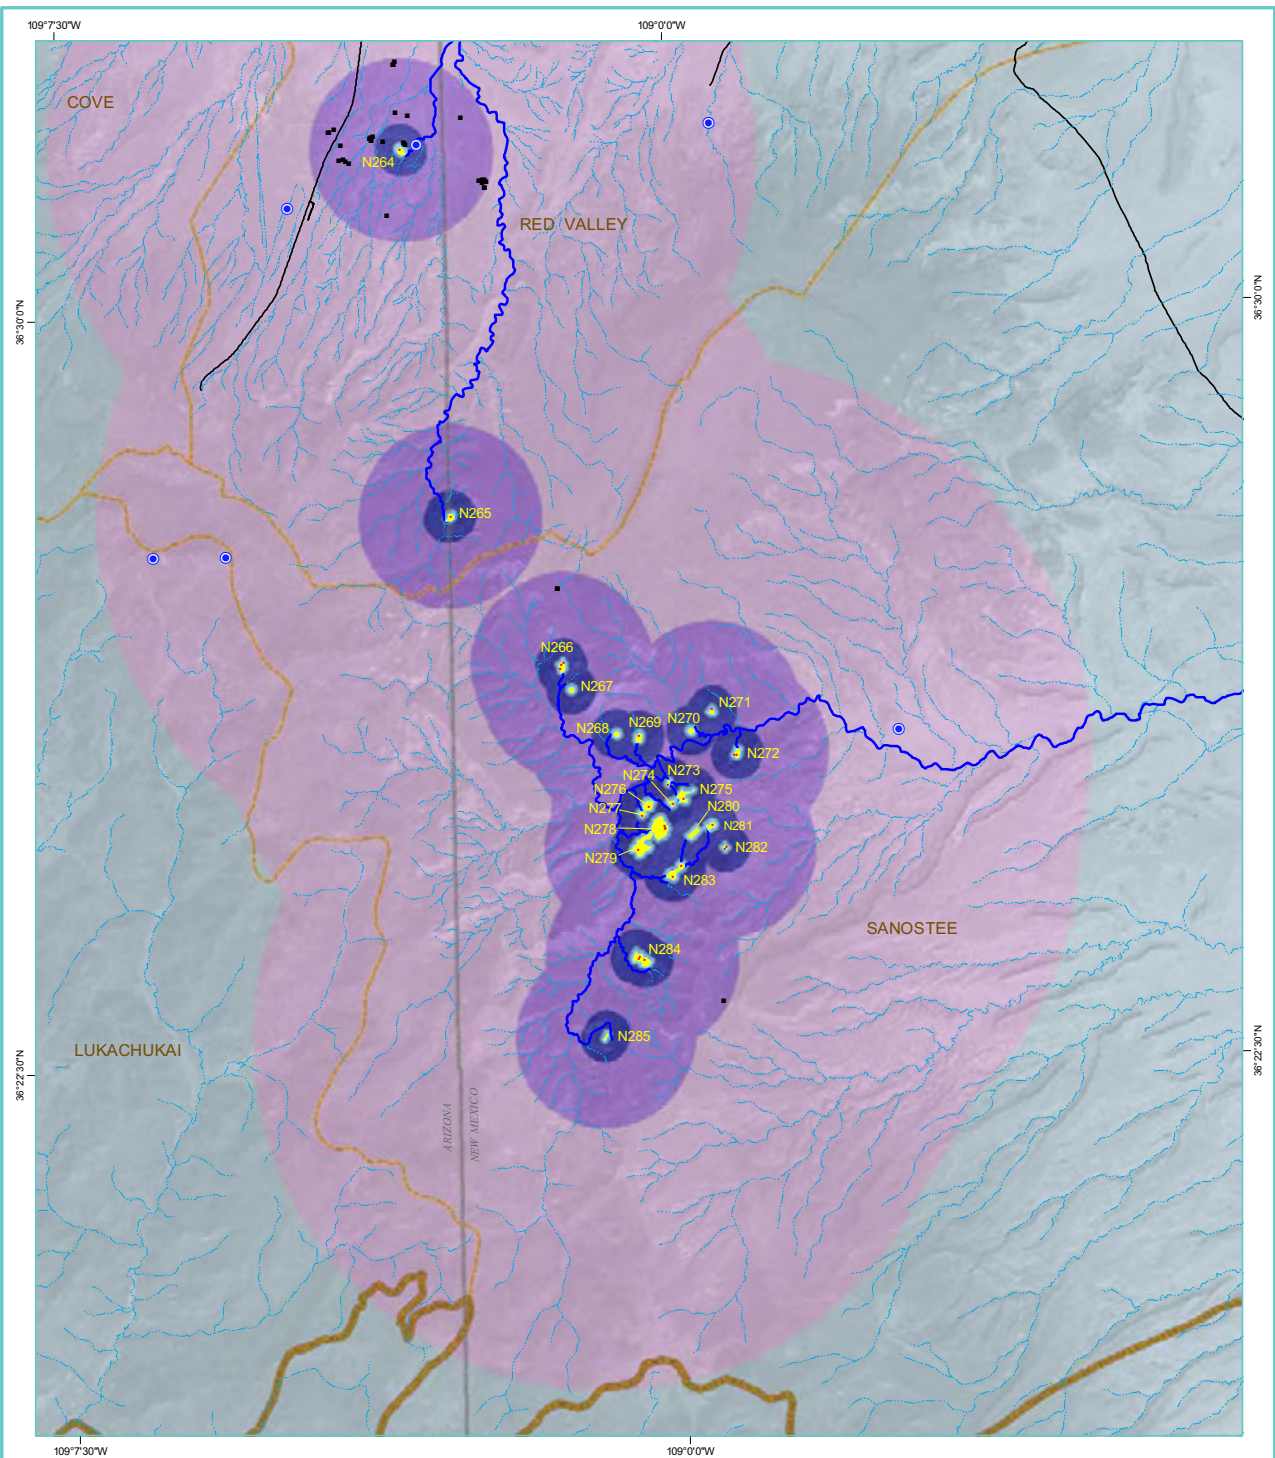 109°7'30"W
109°0'0"W
COVE
N264
RED VALLEY
36°30'0"N
36°30'0"N
N265
N266
N267
N271
N270
N269
N268
N272
N273
N274
N276
N275
N277
N280
N278
N281
N282
N279
N283
SANOSTEE
N284
N285
LUKACHUKAI
36°22'30"N
36°22'30"N
ARIZONA
NEW MEXICO
109°7'30"W
109°0'0"W